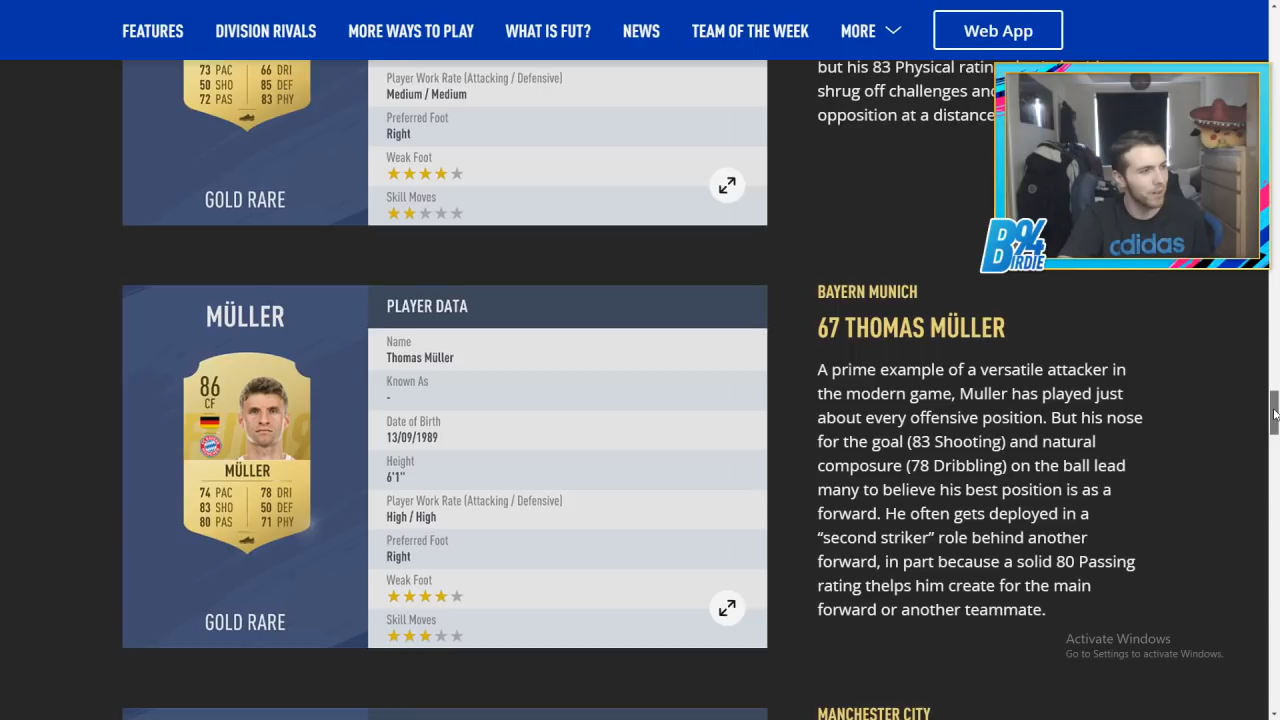 FEATURES
DIVISION RIVALS
MORE WAYS TO PLAY
WHAT IS FUT?
NEWS
TEAM OF THE WEEK
MORE
Web App
73 PAC 66 DRI
50 SHO 85 DEF
72 PAS 83 PHY
GOLD RARE
Player Work Rate (Attacking / Defensive)
Medium / Medium
Preferred Foot
Right
Weak Foot
Skill Moves
but his 83 Physical
shrug off challenges
opposition at a distance
adidas
B94
BIRDIE
MÜLLER
86
CF
MÜLLER
74 PAC 78 DRI
83 SHO 50 DEF
80 PAS 71 PHY
GOLD RARE
PLAYER DATA
Name
Thomas Müller
Known As
-
Date of Birth
13/09/1989
Height
6'1"
Player Work Rate (Attacking / Defensive)
High / High
Preferred Foot
Right
Weak Foot
Skill Moves
BAYERN MUNICH
67 THOMAS MÜLLER
A prime example of a versatile attacker in
the modern game, Muller has played just
about every offensive position. But his nose
for the goal (83 Shooting) and natural
composure (78 Dribbling) on the ball lead
many to believe his best position is as a
forward. He often gets deployed in a
“second striker” role behind another
forward, in part because a solid 80 Passing
rating thelps him create for the main
forward or another teammate.
Activate Windows
Go to Settings to activate Windows.
MANCHESTER CITY